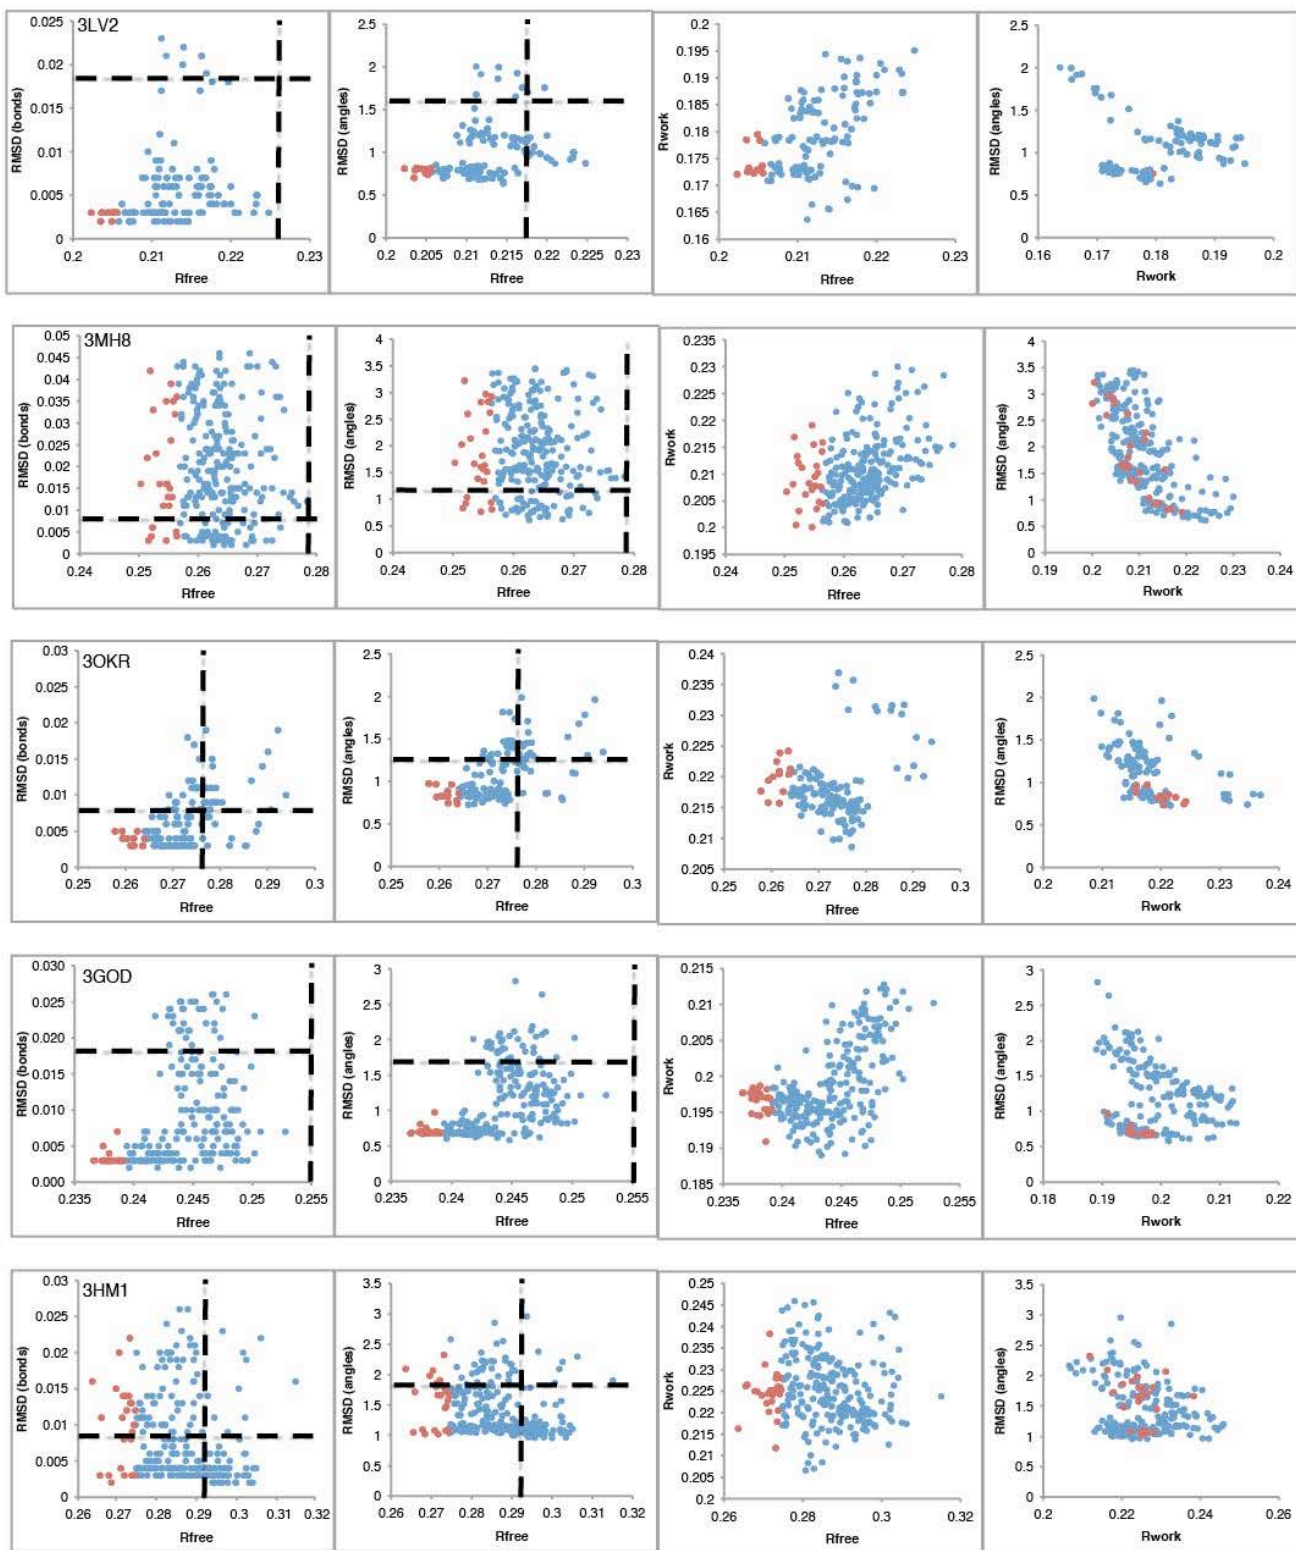 3LV2
RMSD (bonds)
0.025
0.02
0.015
0.01
0.005
0
0.2 0.21 0.22 0.23
Rfree
RMSD (angles)
2.5
2
1.5
1
0.5
0
0.2 0.205 0.21 0.215 0.22 0.225 0.23
Rfree
Rwork
0.2
0.195
0.19
0.185
0.18
0.175
0.17
0.165
0.16
0.2 0.21 0.22 0.23
Rfree
RMSD (angles)
2.5
2
1.5
1
0.5
0
0.16 0.17 0.18 0.19 0.2
Rwork
3MH8
RMSD (bonds)
0.05
0.045
0.04
0.035
0.03
0.025
0.02
0.015
0.01
0.005
0
0.24 0.25 0.26 0.27 0.28
Rfree
RMSD (angles)
4
3.5
3
2.5
2
1.5
1
0.5
0
0.24 0.25 0.26 0.27 0.28
Rfree
Rwork
0.235
0.23
0.225
0.22
0.215
0.21
0.205
0.2
0.195
0.24 0.25 0.26 0.27 0.28
Rfree
RMSD (angles)
4
3.5
3
2.5
2
1.5
1
0.5
0
0.19 0.2 0.21 0.22 0.23 0.24
Rwork
3OKR
RMSD (bonds)
0.03
0.025
0.02
0.015
0.01
0.005
0
0.25 0.26 0.27 0.28 0.29 0.3
Rfree
RMSD (angles)
2.5
2
1.5
1
0.5
0
0.25 0.26 0.27 0.28 0.29 0.3
Rfree
Rwork
0.24
0.235
0.23
0.225
0.22
0.215
0.21
0.205
0.25 0.26 0.27 0.28 0.29 0.3
Rfree
RMSD (angles)
2.5
2
1.5
1
0.5
0
0.2 0.21 0.22 0.23 0.24
Rwork
3GOD
RMSD (bonds)
0.030
0.025
0.020
0.015
0.010
0.005
0.000
0.235 0.24 0.245 0.25 0.255
Rfree
RMSD (angles)
3
2.5
2
1.5
1
0.5
0
0.235 0.24 0.245 0.25 0.255
Rfree
Rwork
0.215
0.21
0.205
0.2
0.195
0.19
0.185
0.235 0.24 0.245 0.25 0.255
Rfree
RMSD (angles)
3
2.5
2
1.5
1
0.5
0
0.18 0.19 0.2 0.21 0.22
Rwork
3HM1
RMSD (bonds)
0.03
0.025
0.02
0.015
0.01
0.005
0
0.26 0.27 0.28 0.29 0.3 0.31 0.32
Rfree
RMSD (angles)
3.5
3
2.5
2
1.5
1
0.5
0
0.26 0.27 0.28 0.29 0.3 0.31 0.32
Rfree
Rwork
0.25
0.245
0.24
0.235
0.23
0.225
0.22
0.215
0.21
0.205
0.2
0.26 0.28 0.3 0.32
Rfree
RMSD (angles)
3.5
3
2.5
2
1.5
1
0.5
0
0.2 0.22 0.24 0.26
Rwork